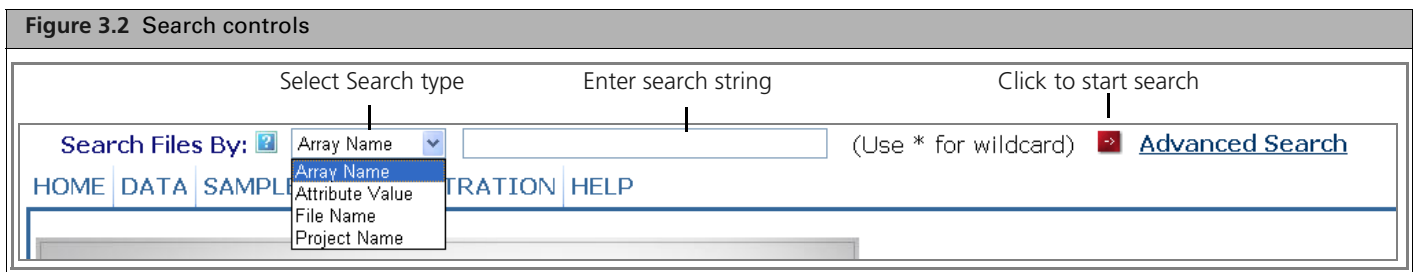 Figure 3.2 Search controls
Select Search type Enter search string Click to start search
Search Files By: ? Array Name (Use * for wildcard) Advanced Search
HOME DATA SAMPL TRATION HELP
Array Name
Attribute Value
File Name
Project Name